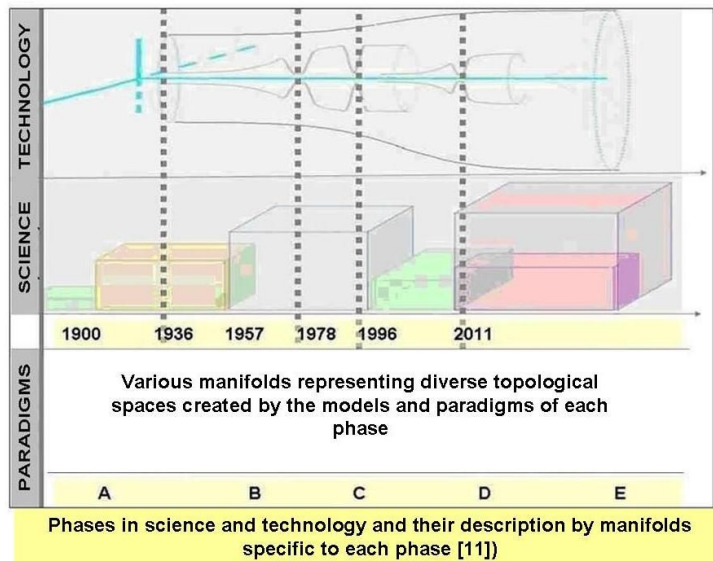 TECHNOLOGY
SCIENCE
1900 1936 1957 1978 1996 2011
PARADIGMS
Various manifolds representing diverse topological
spaces created by the models and paradigms of each
phase
A B C D E
Phases in science and technology and their description by manifolds
specific to each phase [11])